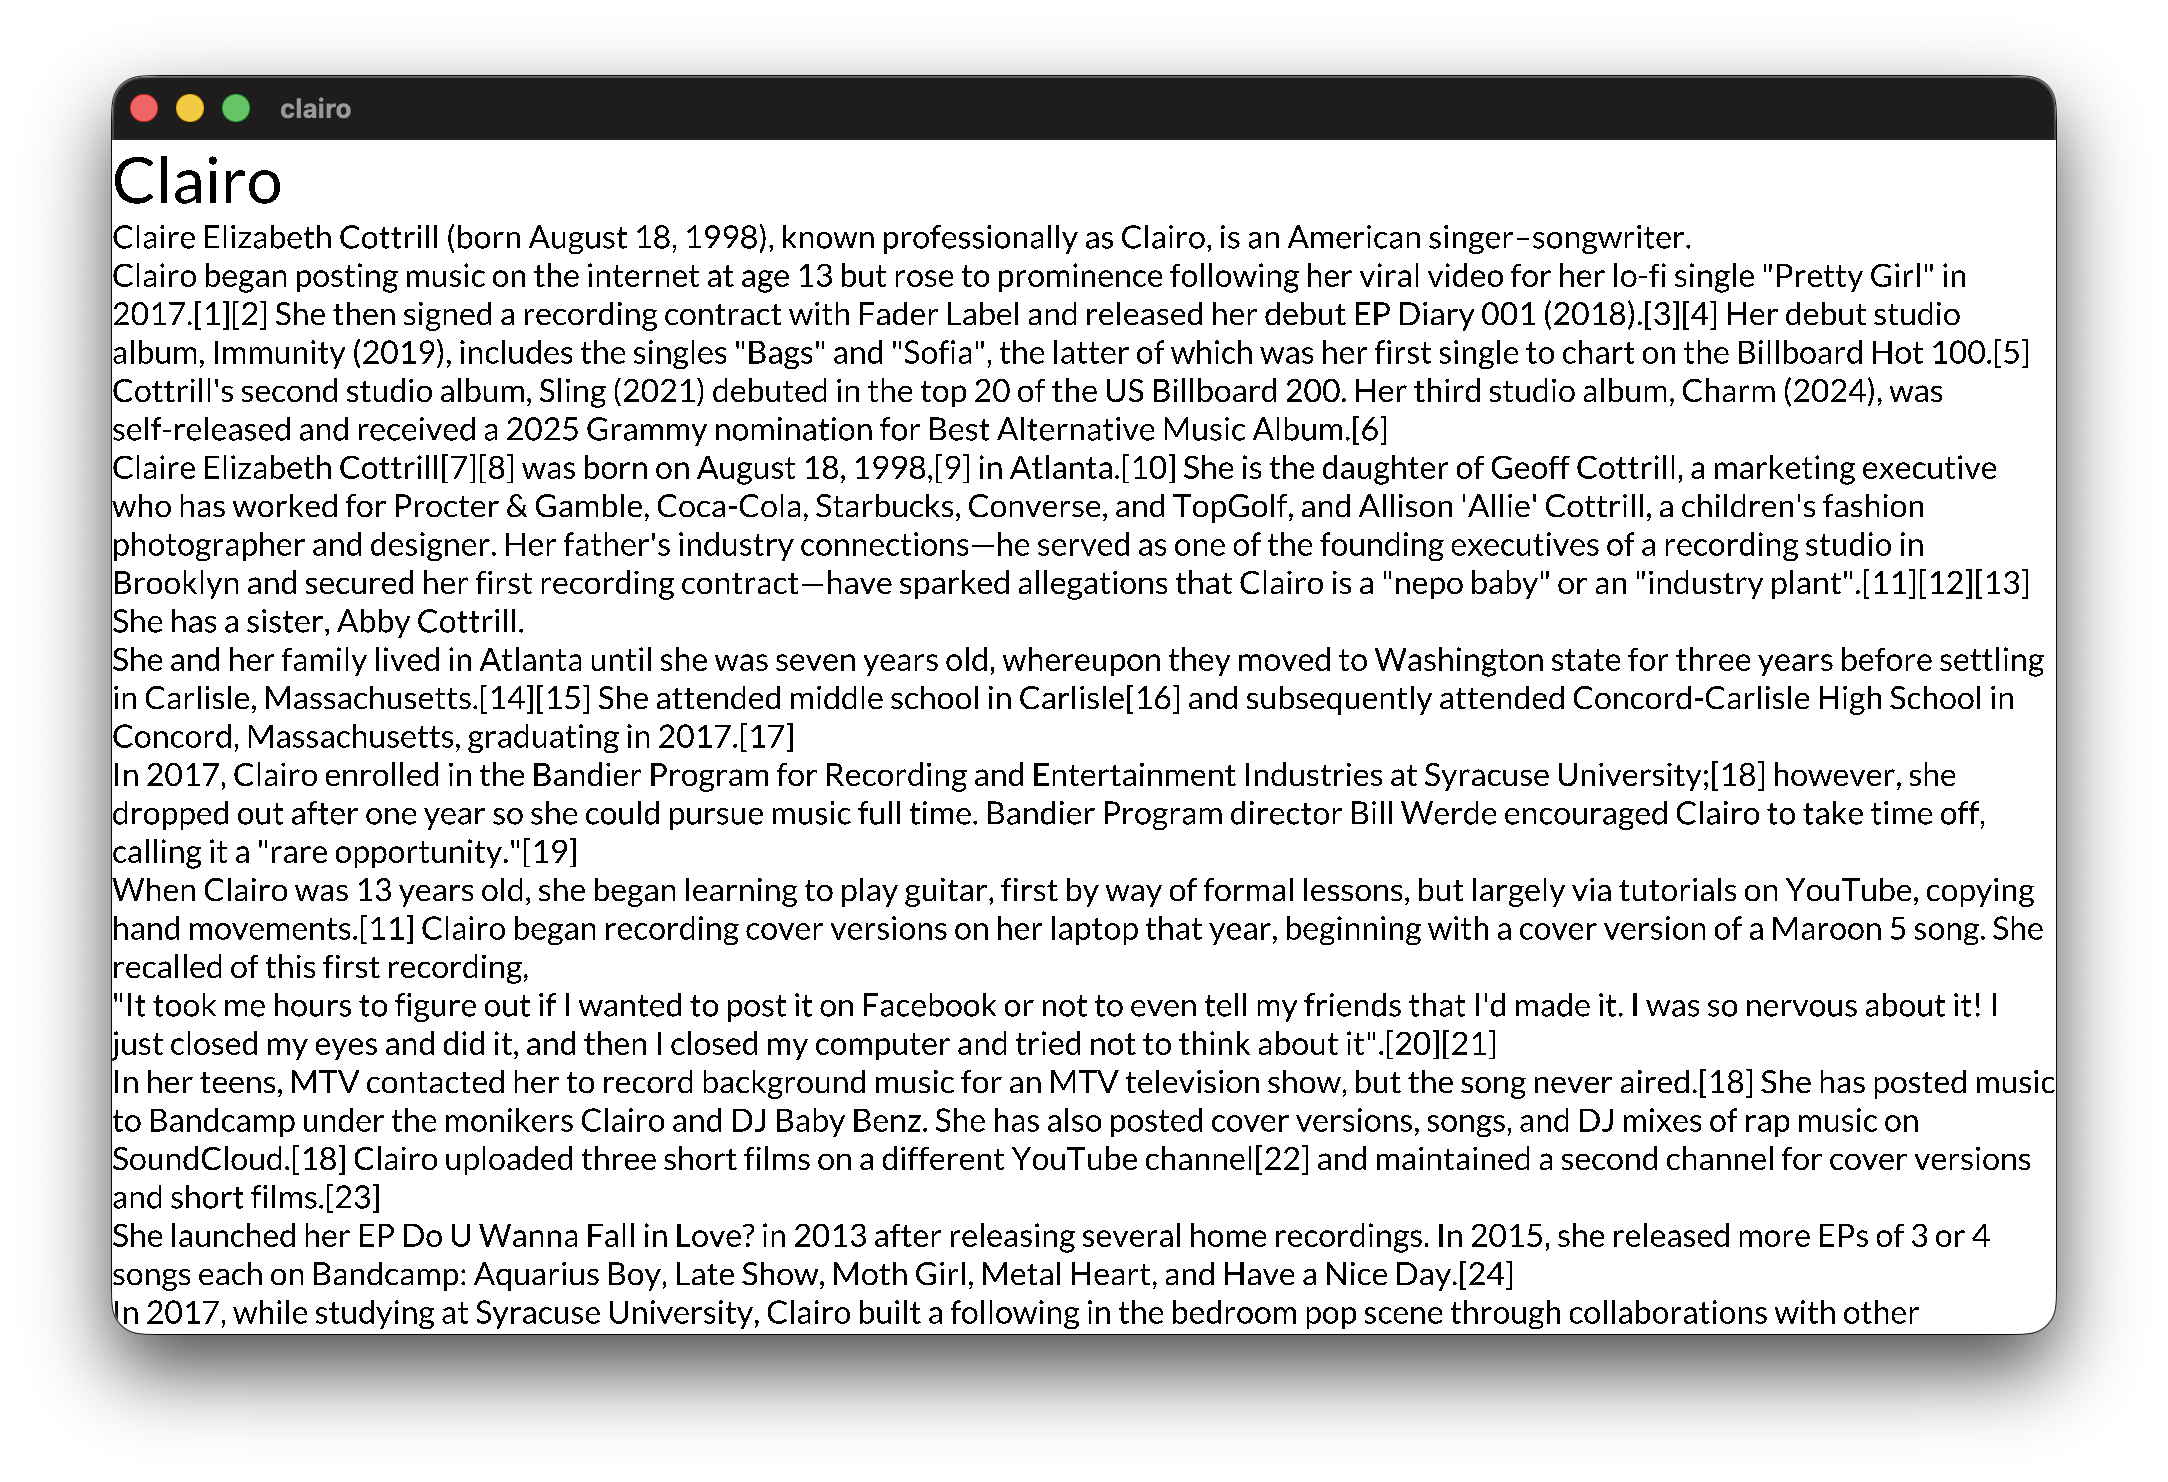 clairo
Clairo
Claire Elizabeth Cottrill (born August 18, 1998), known professionally as Clairo, is an American singer–songwriter.
Clairo began posting music on the internet at age 13 but rose to prominence following her viral video for her lo-fi single "Pretty Girl" in
2017.[1][2] She then signed a recording contract with Fader Label and released her debut EP Diary 001 (2018).[3][4] Her debut studio
album, Immunity (2019), includes the singles "Bags" and "Sofia", the latter of which was her first single to chart on the Billboard Hot 100.[5]
Cottrill's second studio album, Sling (2021) debuted in the top 20 of the US Billboard 200. Her third studio album, Charm (2024), was
self-released and received a 2025 Grammy nomination for Best Alternative Music Album.[6]
Claire Elizabeth Cottrill[7][8] was born on August 18, 1998,[9] in Atlanta.[10] She is the daughter of Geoff Cottrill, a marketing executive
who has worked for Procter & Gamble, Coca-Cola, Starbucks, Converse, and TopGolf, and Allison 'Allie' Cottrill, a children's fashion
photographer and designer. Her father's industry connections—he served as one of the founding executives of a recording studio in
Brooklyn and secured her first recording contract—have sparked allegations that Clairo is a "nepo baby" or an "industry plant".[11][12][13]
She has a sister, Abby Cottrill.
She and her family lived in Atlanta until she was seven years old, whereupon they moved to Washington state for three years before settling
in Carlisle, Massachusetts.[14][15] She attended middle school in Carlisle[16] and subsequently attended Concord-Carlisle High School in
Concord, Massachusetts, graduating in 2017.[17]
In 2017, Clairo enrolled in the Bandier Program for Recording and Entertainment Industries at Syracuse University;[18] however, she
dropped out after one year so she could pursue music full time. Bandier Program director Bill Werde encouraged Clairo to take time off,
calling it a "rare opportunity."[19]
When Clairo was 13 years old, she began learning to play guitar, first by way of formal lessons, but largely via tutorials on YouTube, copying
hand movements.[11] Clairo began recording cover versions on her laptop that year, beginning with a cover version of a Maroon 5 song. She
recalled of this first recording,
"It took me hours to figure out if I wanted to post it on Facebook or not to even tell my friends that I'd made it. I was so nervous about it! I
just closed my eyes and did it, and then I closed my computer and tried not to think about it".[20][21]
In her teens, MTV contacted her to record background music for an MTV television show, but the song never aired.[18] She has posted music
to Bandcamp under the monikers Clairo and DJ Baby Benz. She has also posted cover versions, songs, and DJ mixes of rap music on
SoundCloud.[18] Clairo uploaded three short films on a different YouTube channel[22] and maintained a second channel for cover versions
and short films.[23]
She launched her EP Do U Wanna Fall in Love? in 2013 after releasing several home recordings. In 2015, she released more EPs of 3 or 4
songs each on Bandcamp: Aquarius Boy, Late Show, Moth Girl, Metal Heart, and Have a Nice Day.[24]
In 2017, while studying at Syracuse University, Clairo built a following in the bedroom pop scene through collaborations with other